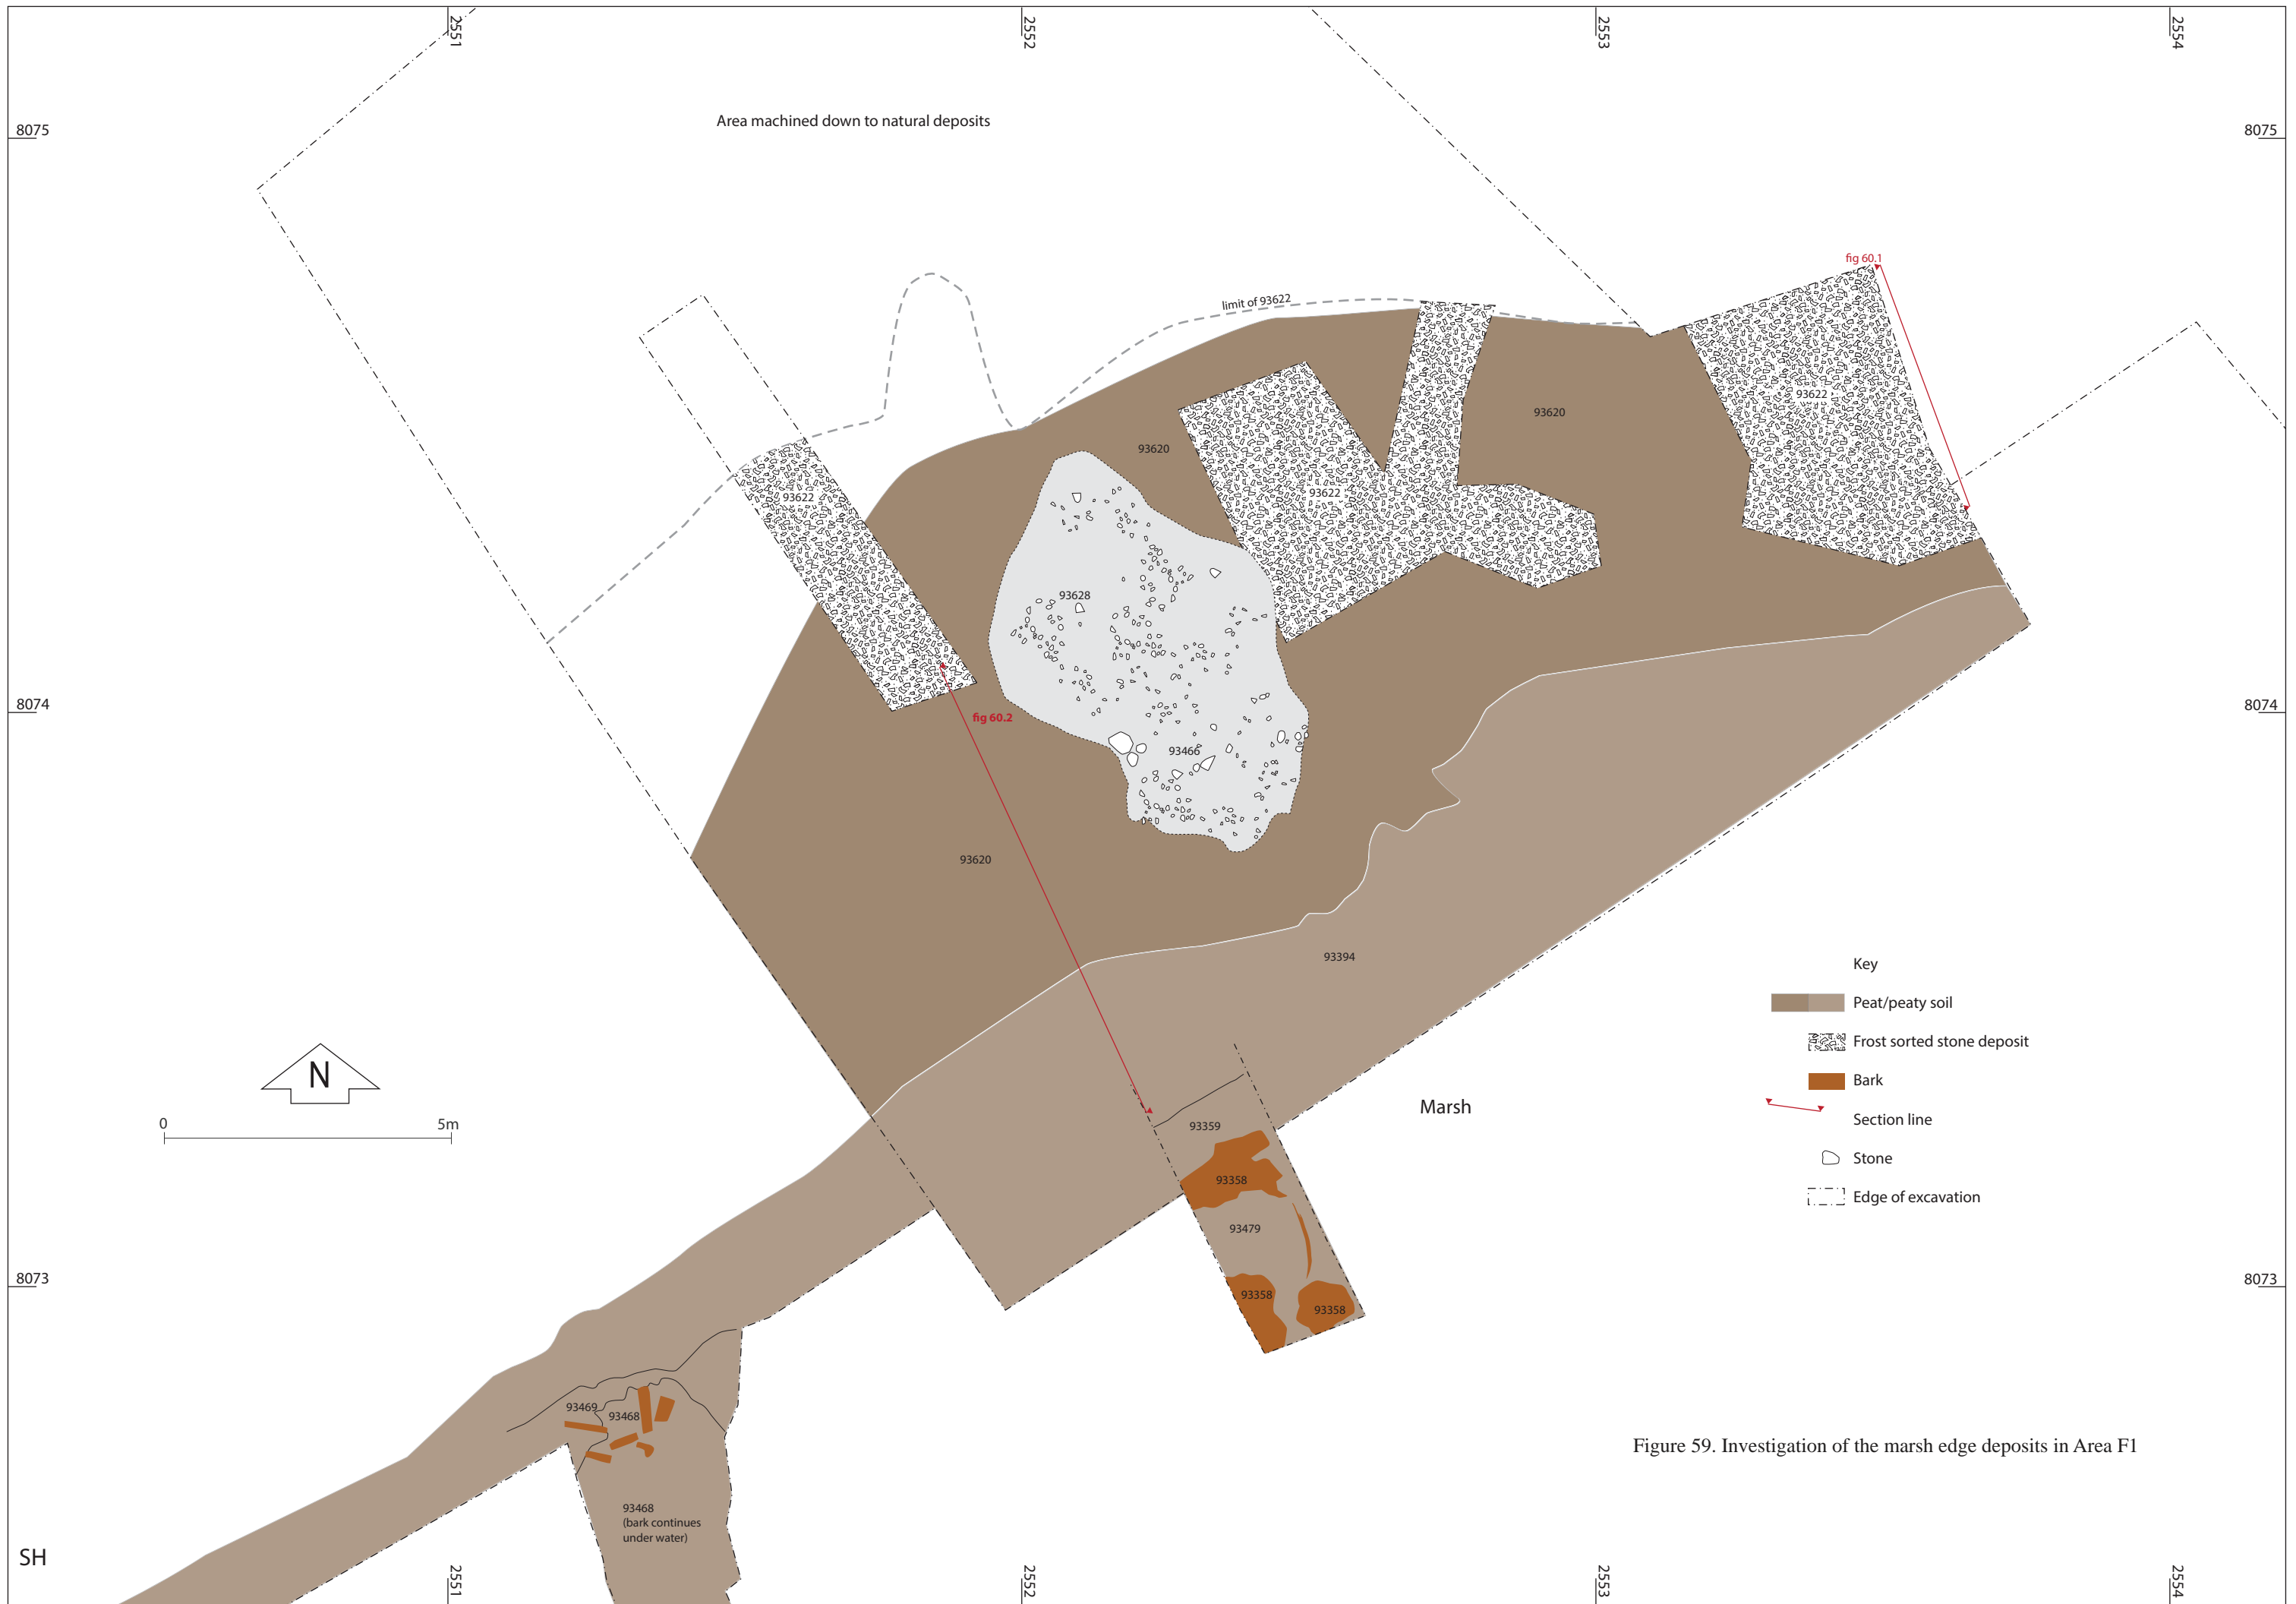 2551
2552
2553
2554
8075
Area machined down to natural deposits
8075
fig 60.1
limit of 93622
93622
93620
93620
93622
93622
93628
8074
fig 60.2
8074
93466
93620
93394
Key
Peat/peaty soil
Frost sorted stone deposit
Bark
Section line
Stone
Edge of excavation
N
0
5m
Marsh
93359
93358
93479
8073
8073
93358
93358
93469
93468
Figure 59. Investigation of the marsh edge deposits in Area F1
93468
(bark continues
under water)
SH
2551
2552
2553
2554